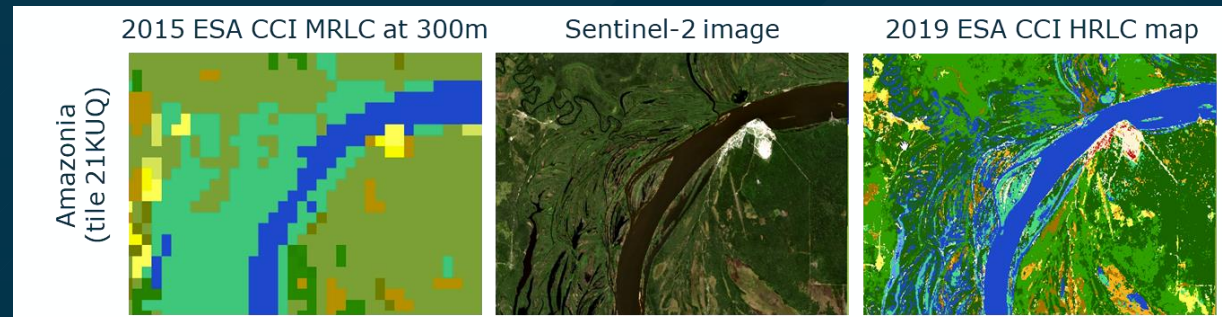 2015 ESA CCI MRLC at 300m
Sentinel-2 image
2019 ESA CCI HRLC map
Amazonia
(tile 21KUQ)